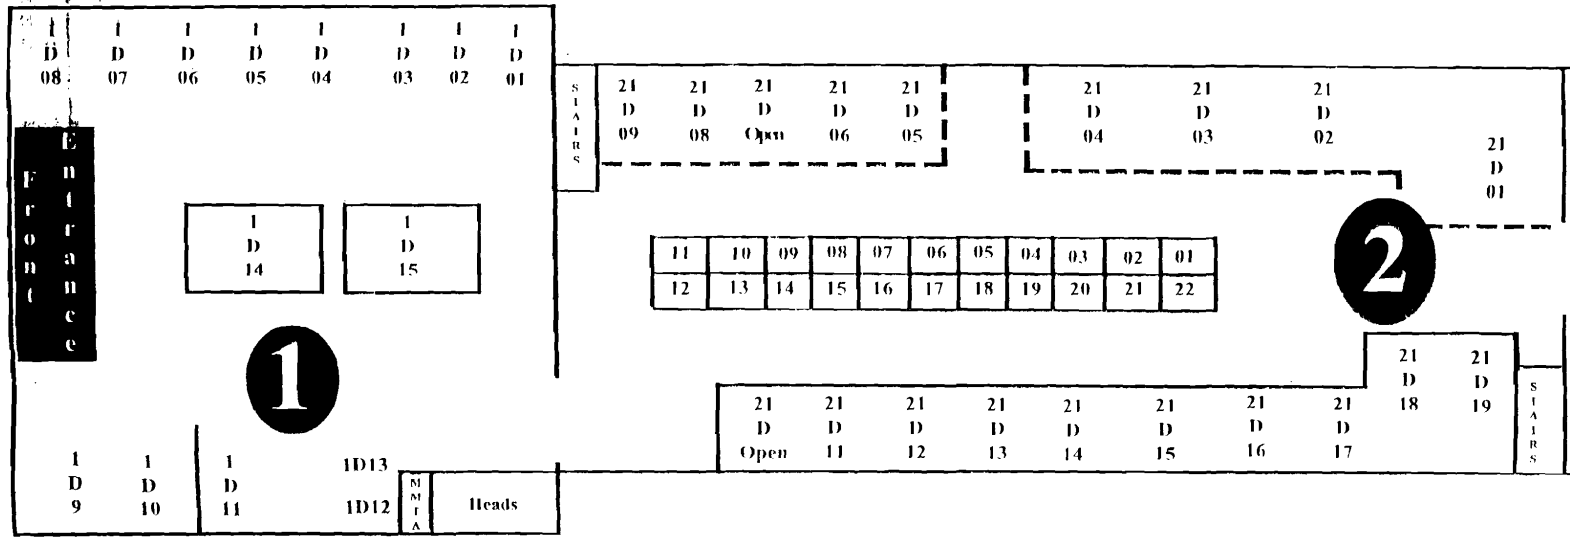 1 D 08
1 D 07
1 D 06
1 D 05
1 D 04
1 D 03
1 D 02
1 D 01
Front
Entrance
1 D 14
1 D 15
1
1 D 9
1 D 10
1 D 11
1D13
1D12
MMTA
Heads
STAIRS
21 D 09
21 D 08
21 D Open
21 D 06
21 D 05
21 D 04
21 D 03
21 D 02
21 D 01
11 10 09 08 07 06 05 04 03 02 01
12 13 14 15 16 17 18 19 20 21 22
2
21 D Open
21 D 11
21 D 12
21 D 13
21 D 14
21 D 15
21 D 16
21 D 17
21 D 18
21 D 19
STAIRS